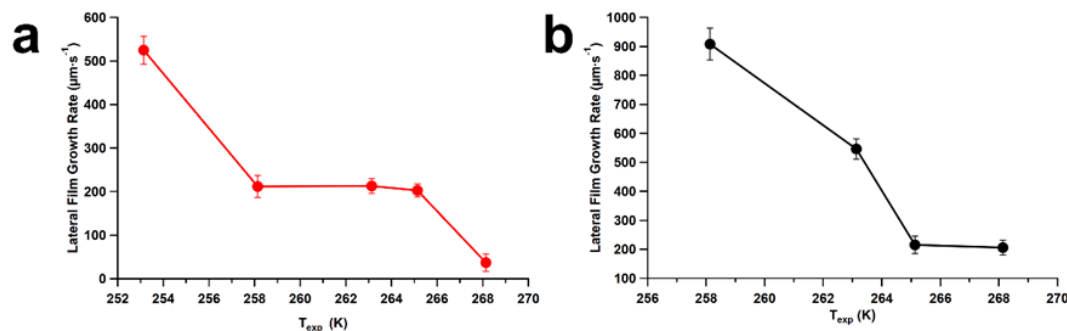 a
Lateral Film Growth Rate (µm·s⁻¹)
600
500
400
300
200
100
0
252 254 256 258 260 262 264 266 268 270
T_exp (K)
b
Lateral Film Growth Rate (µm·s⁻¹)
1000
900
800
700
600
500
400
300
200
100
256 258 260 262 264 266 268 270
T_exp (K)